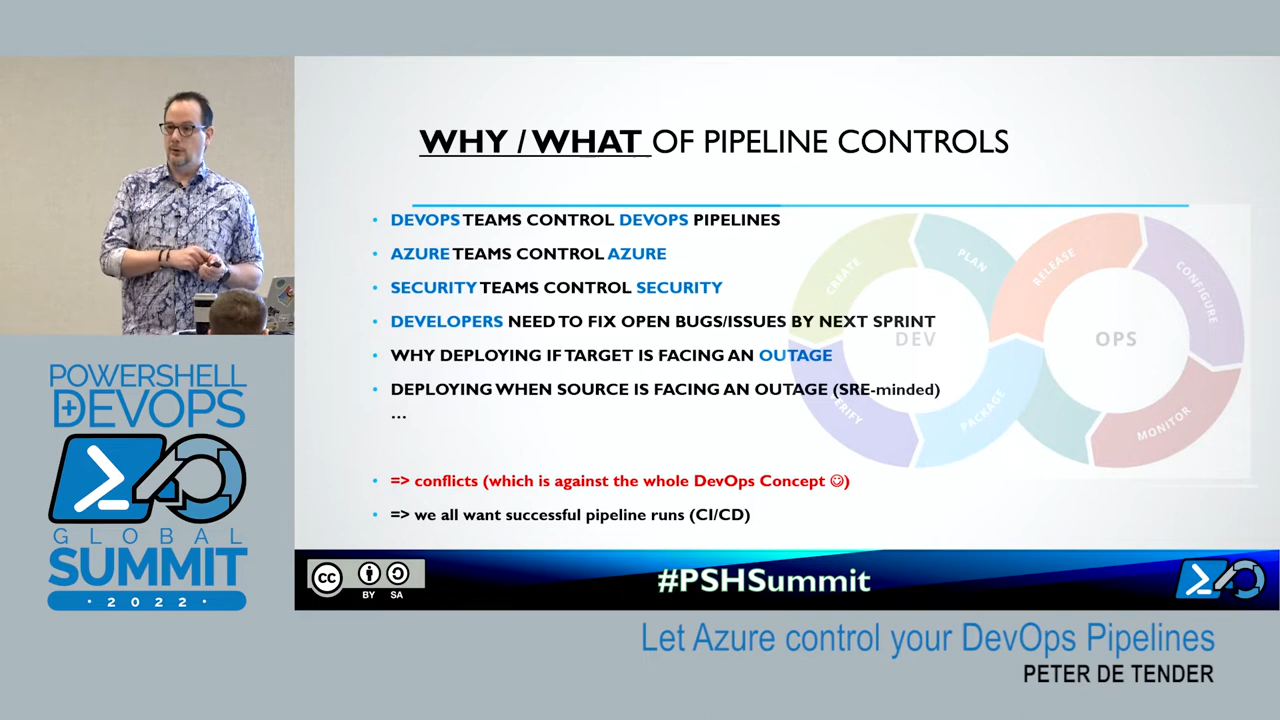 WHY / WHAT OF PIPELINE CONTROLS
• DEVOPS TEAMS CONTROL DEVOPS PIPELINES
• AZURE TEAMS CONTROL AZURE
• SECURITY TEAMS CONTROL SECURITY
• DEVELOPERS NEED TO FIX OPEN BUGS/ISSUES BY NEXT SPRINT
• WHY DEPLOYING IF TARGET IS FACING AN OUTAGE
• DEPLOYING WHEN SOURCE IS FACING AN OUTAGE (SRE-minded)
…
• => conflicts (which is against the whole DevOps Concept ☺)
• => we all want successful pipeline runs (CI/CD)
CREATE
PLAN
RELEASE
CONFIGURE
DEV
OPS
VERIFY
PACKAGE
MONITOR
POWERSHELL
+DEVOPS
GLOBAL
SUMMIT
· 2022 ·
CC
BY SA
#PSHSummit
Let Azure control your DevOps Pipelines
PETER DE TENDER